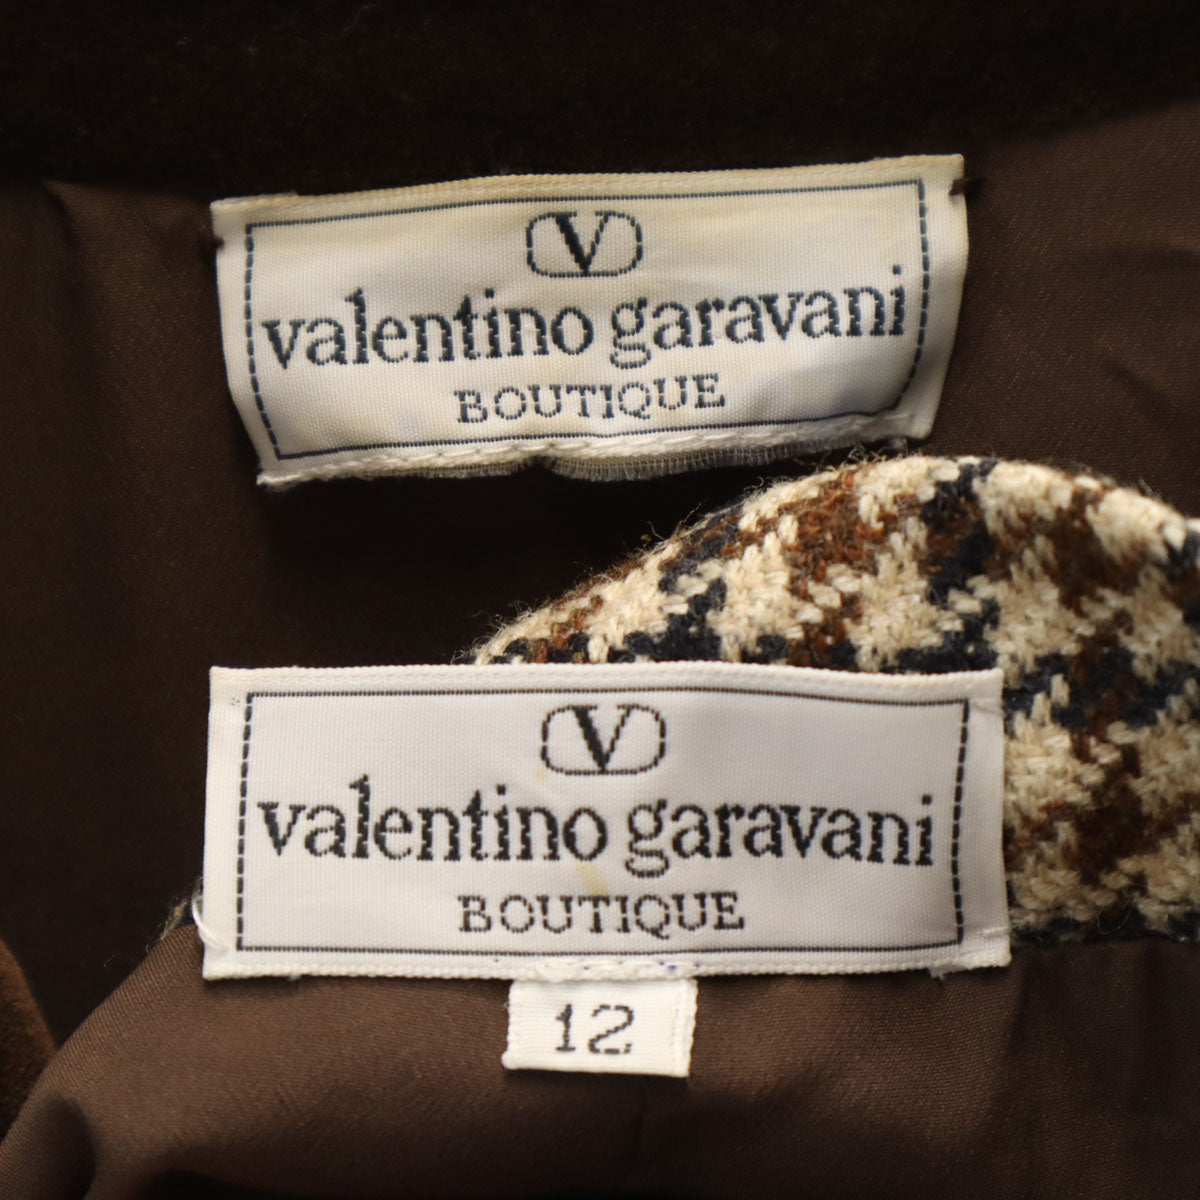 V
valentino garavani
BOUTIQUE
V
valentino garavani
BOUTIQUE
12